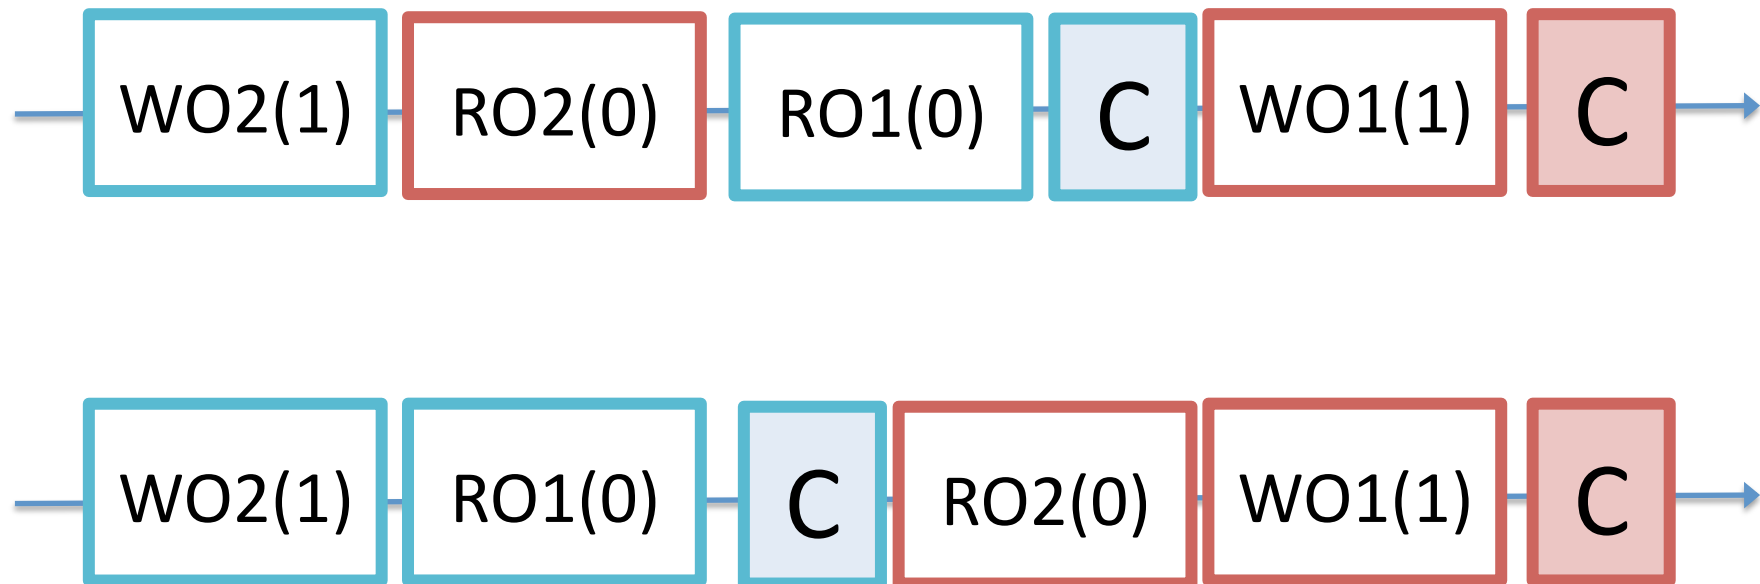 WO2(1) RO2(0) RO1(0) C WO1(1) C
WO2(1) RO1(0) C RO2(0) WO1(1) C